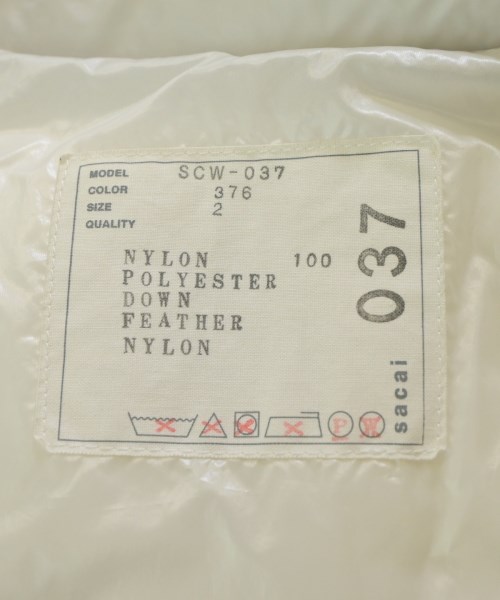 MODEL SCW-037
COLOR 376
SIZE 2
QUALITY
NYLON 100
POLYESTER
DOWN
FEATHER
NYLON
P W
037
sacai